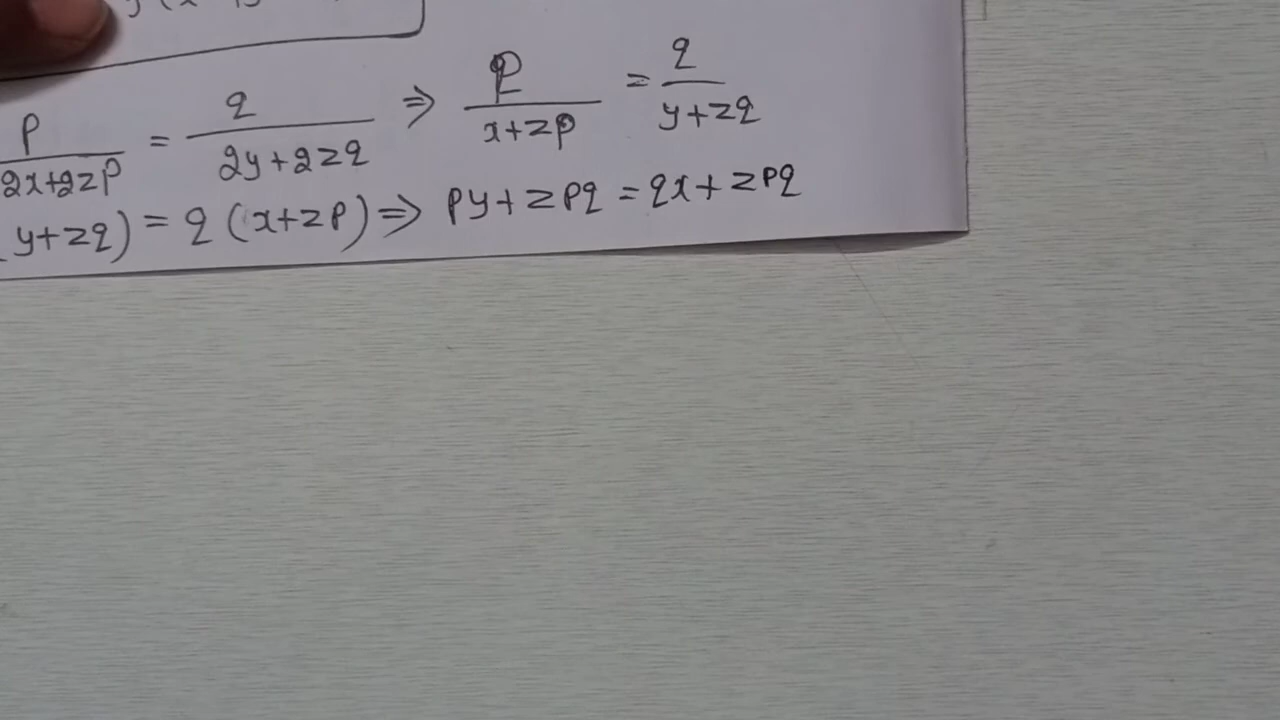 p/(2x+2zp) = q/(2y+2zq) ⇒ p/(x+zp) = q/(y+zq)
(y+zq) = q(x+zp) ⇒ py+zpq = qx+zpq